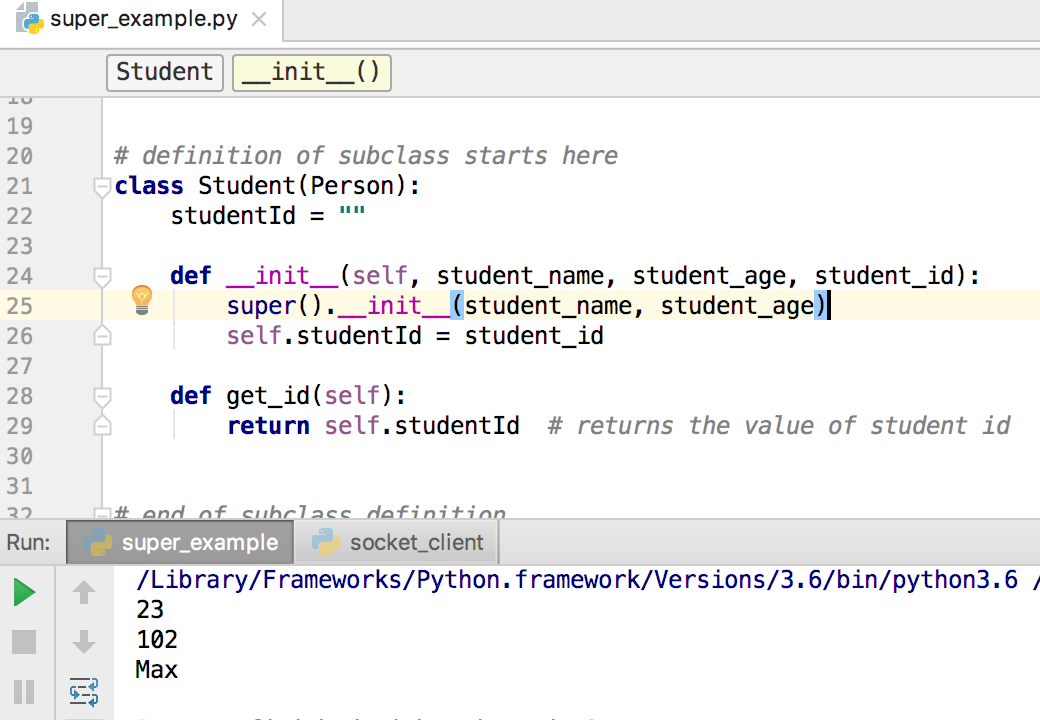 super_example.py
Student __init__()
19
20 # definition of subclass starts here
21 class Student(Person):
22 studentId = ""
23
24 def __init__(self, student_name, student_age, student_id):
25 super().__init__(student_name, student_age)
26 self.studentId = student_id
27
28 def get_id(self):
29 return self.studentId # returns the value of student id
30
31
32 # end of subclass definition
Run: super_example socket_client
/Library/Frameworks/Python.framework/Versions/3.6/bin/python3.6 /
23
102
Max